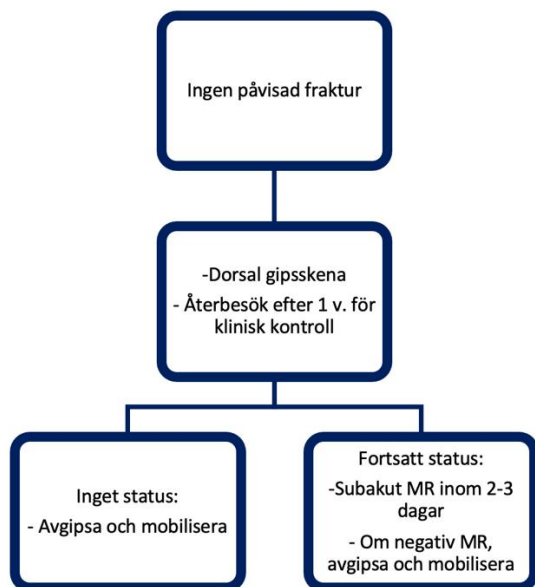 Ingen påvisad fraktur
-Dorsal gipsskena
- Återbesök efter 1 v. för
klinisk kontroll
Inget status:
- Avgipsa och mobilisera
Fortsatt status:
-Subakut MR inom 2-3
dagar
- Om negativ MR,
avgipsa och mobilisera